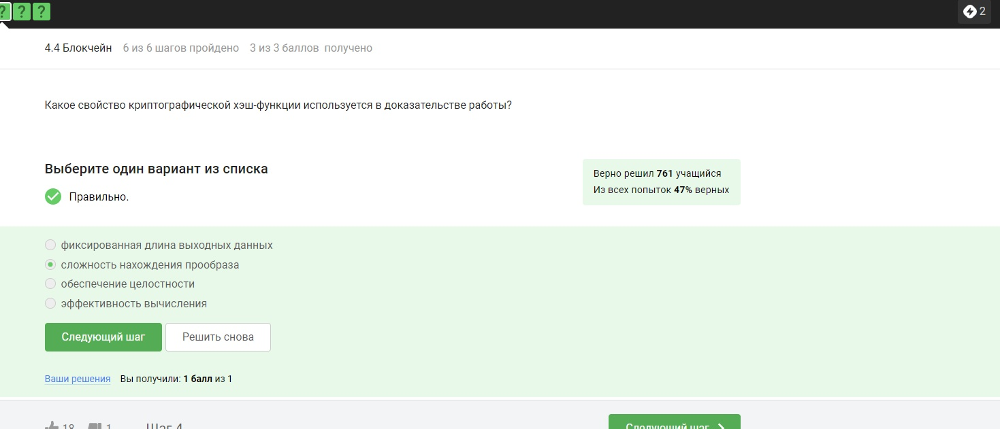 ? ? ?
2
4.4 Блокчейн 6 из 6 шагов пройдено 3 из 3 баллов получено
Какое свойство криптографической хэш-функции используется в доказательстве работы?
Выберите один вариант из списка
Правильно.
Верно решил 761 учащийся
Из всех попыток 47% верных
фиксированная длина выходных данных
сложность нахождения прообраза
обеспечение целостности
эффективность вычисления
Следующий шаг Решить снова
Ваши решения Вы получили: 1 балл из 1
18 1 Шаг 4 Следующий шаг